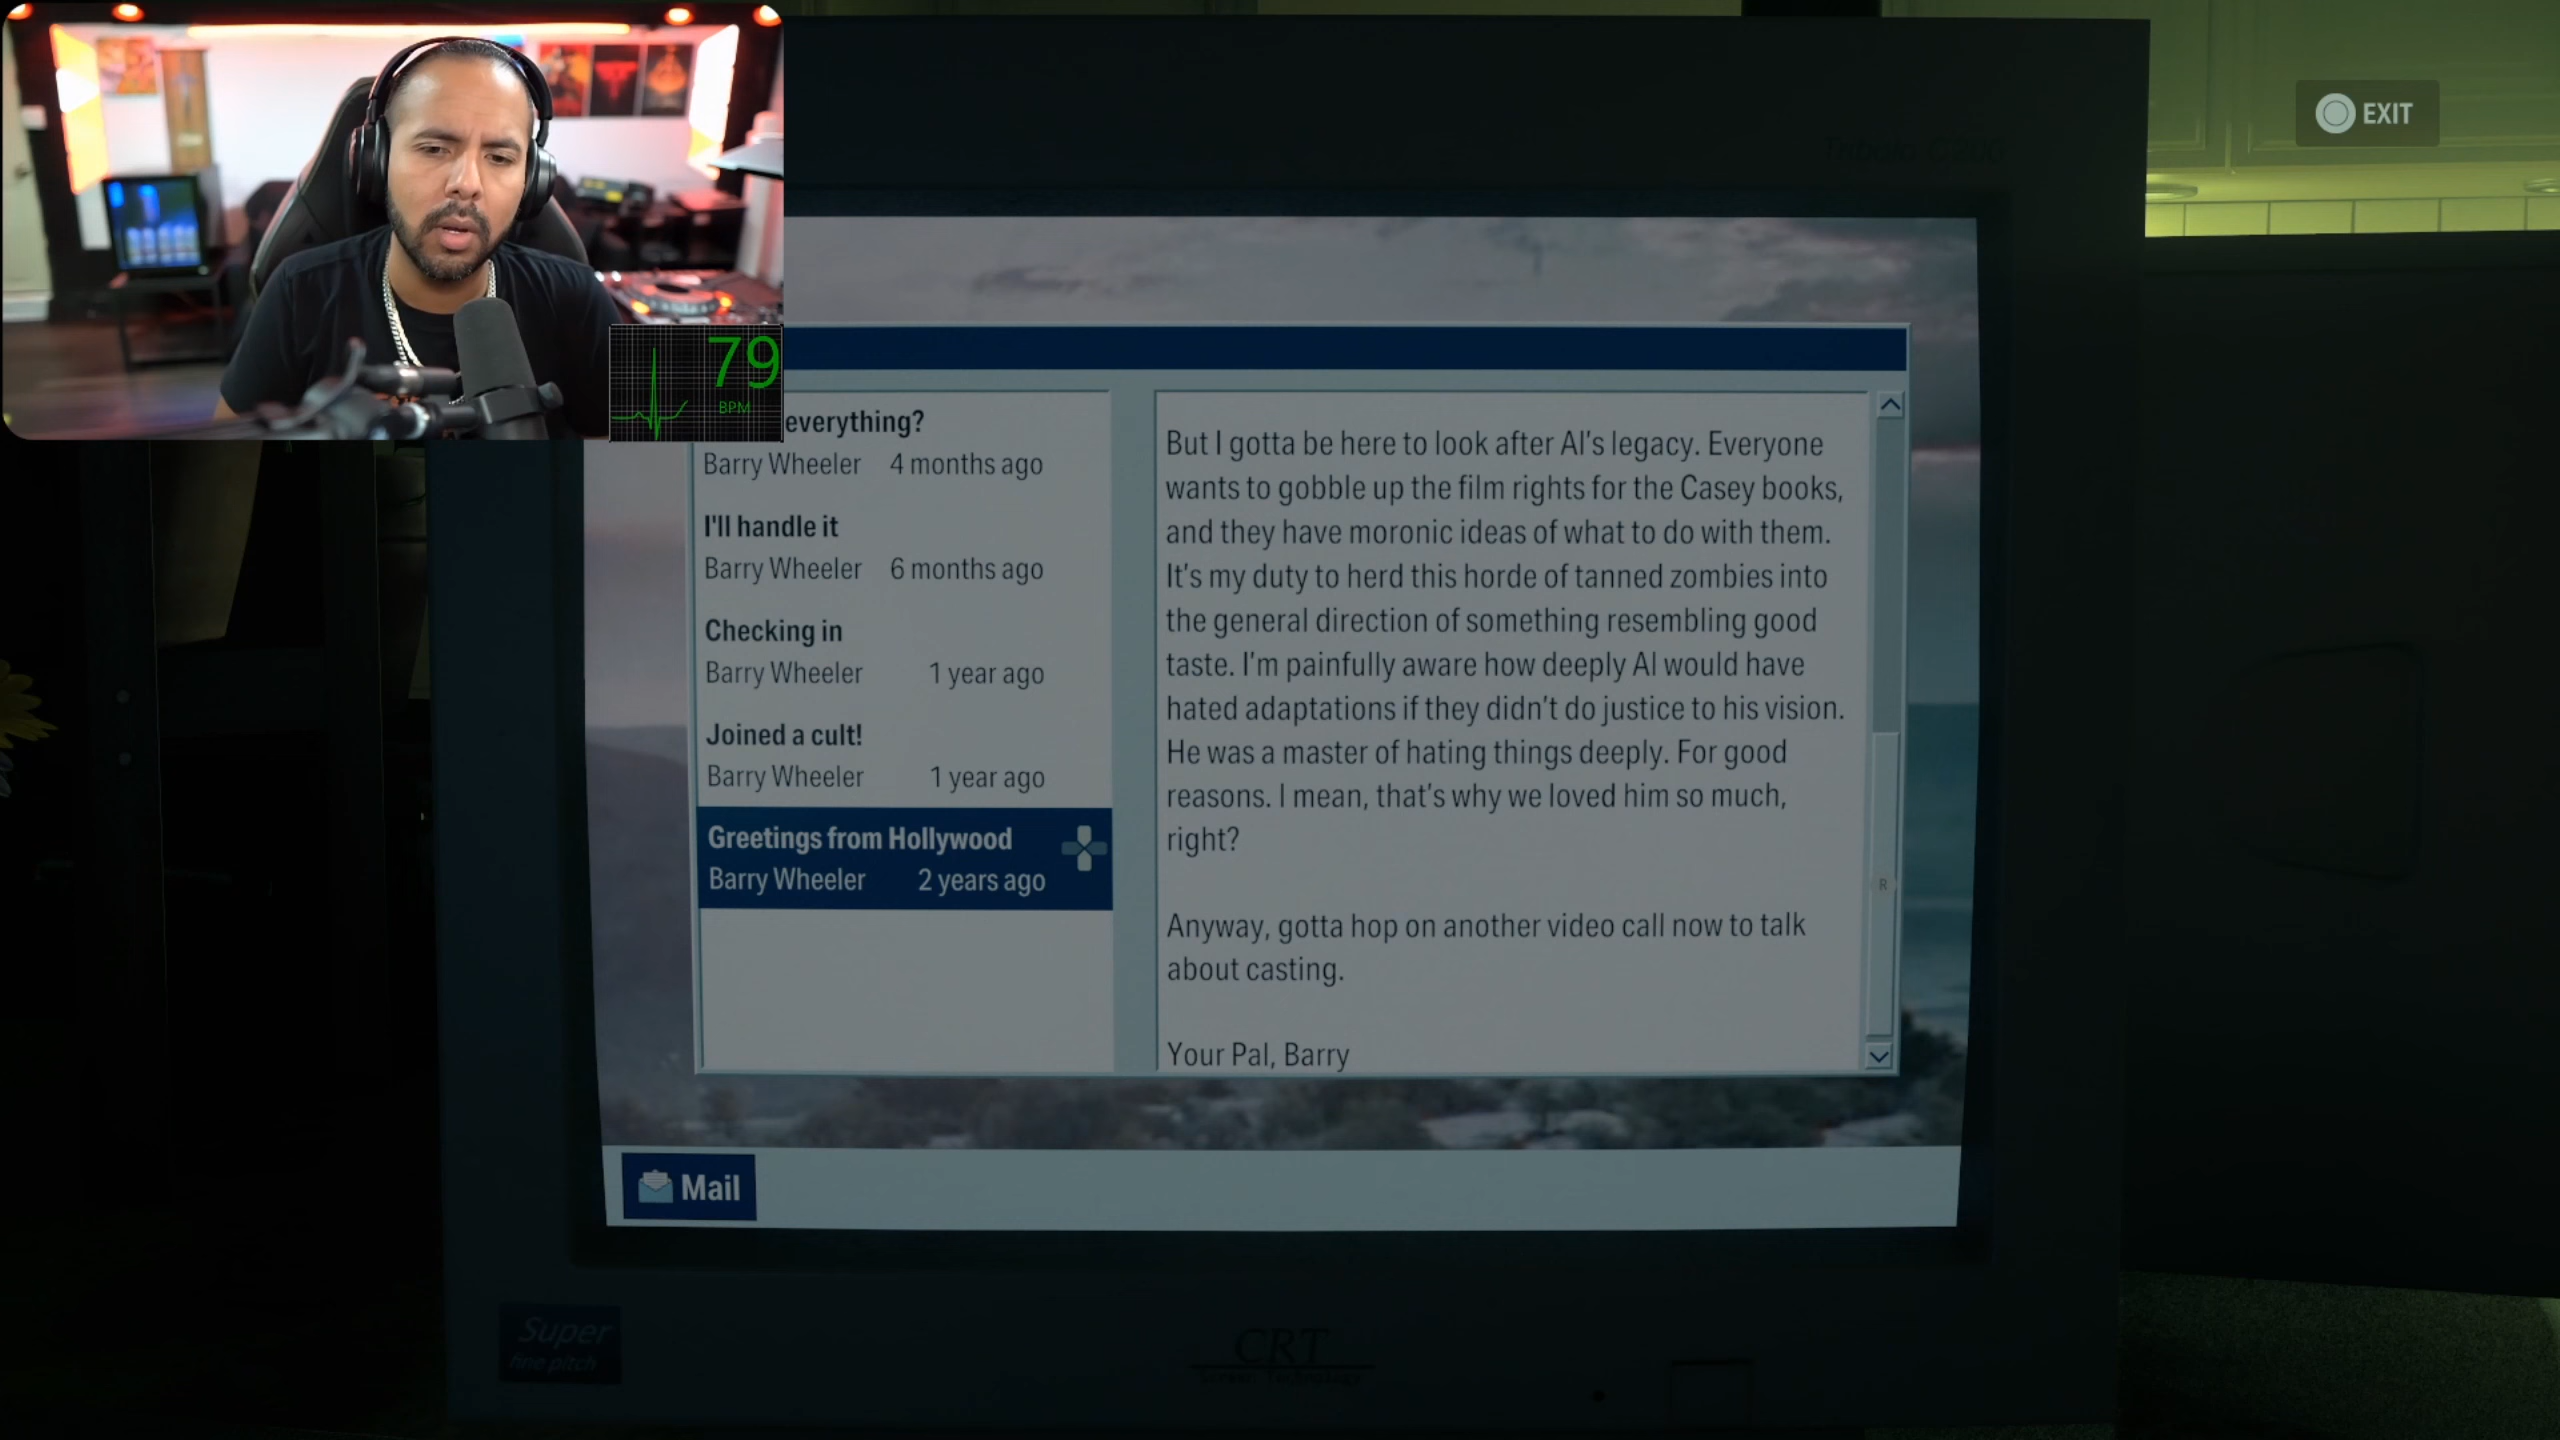 79
BPM
EXIT
everything?
Barry Wheeler 4 months ago
I'll handle it
Barry Wheeler 6 months ago
Checking in
Barry Wheeler 1 year ago
Joined a cult!
Barry Wheeler 1 year ago
Greetings from Hollywood
Barry Wheeler 2 years ago
But I gotta be here to look after Al's legacy. Everyone
wants to gobble up the film rights for the Casey books,
and they have moronic ideas of what to do with them.
It's my duty to herd this horde of tanned zombies into
the general direction of something resembling good
taste. I'm painfully aware how deeply Al would have
hated adaptations if they didn't do justice to his vision.
He was a master of hating things deeply. For good
reasons. I mean, that's why we loved him so much,
right?
Anyway, gotta hop on another video call now to talk
about casting.
Your Pal, Barry
R
Mail
Super
fine pitch
CRT